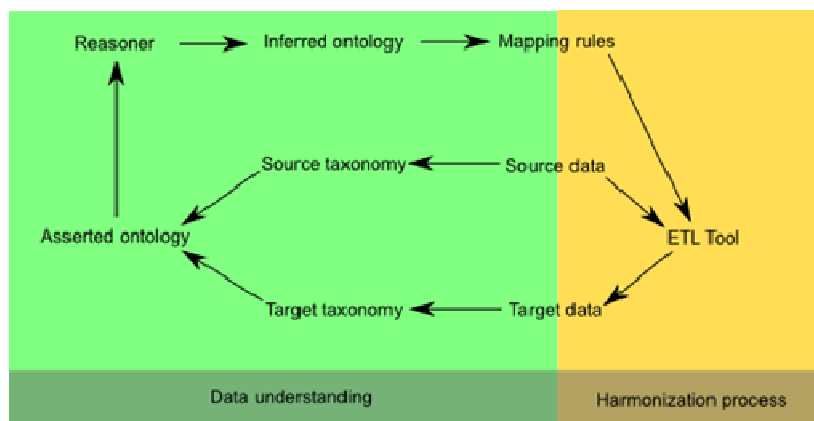 Reasoner
Inferred ontology
Mapping rules
Source taxonomy
Source data
Asserted ontology
ETL Tool
Target taxonomy
Target data
Data understanding
Harmonization process